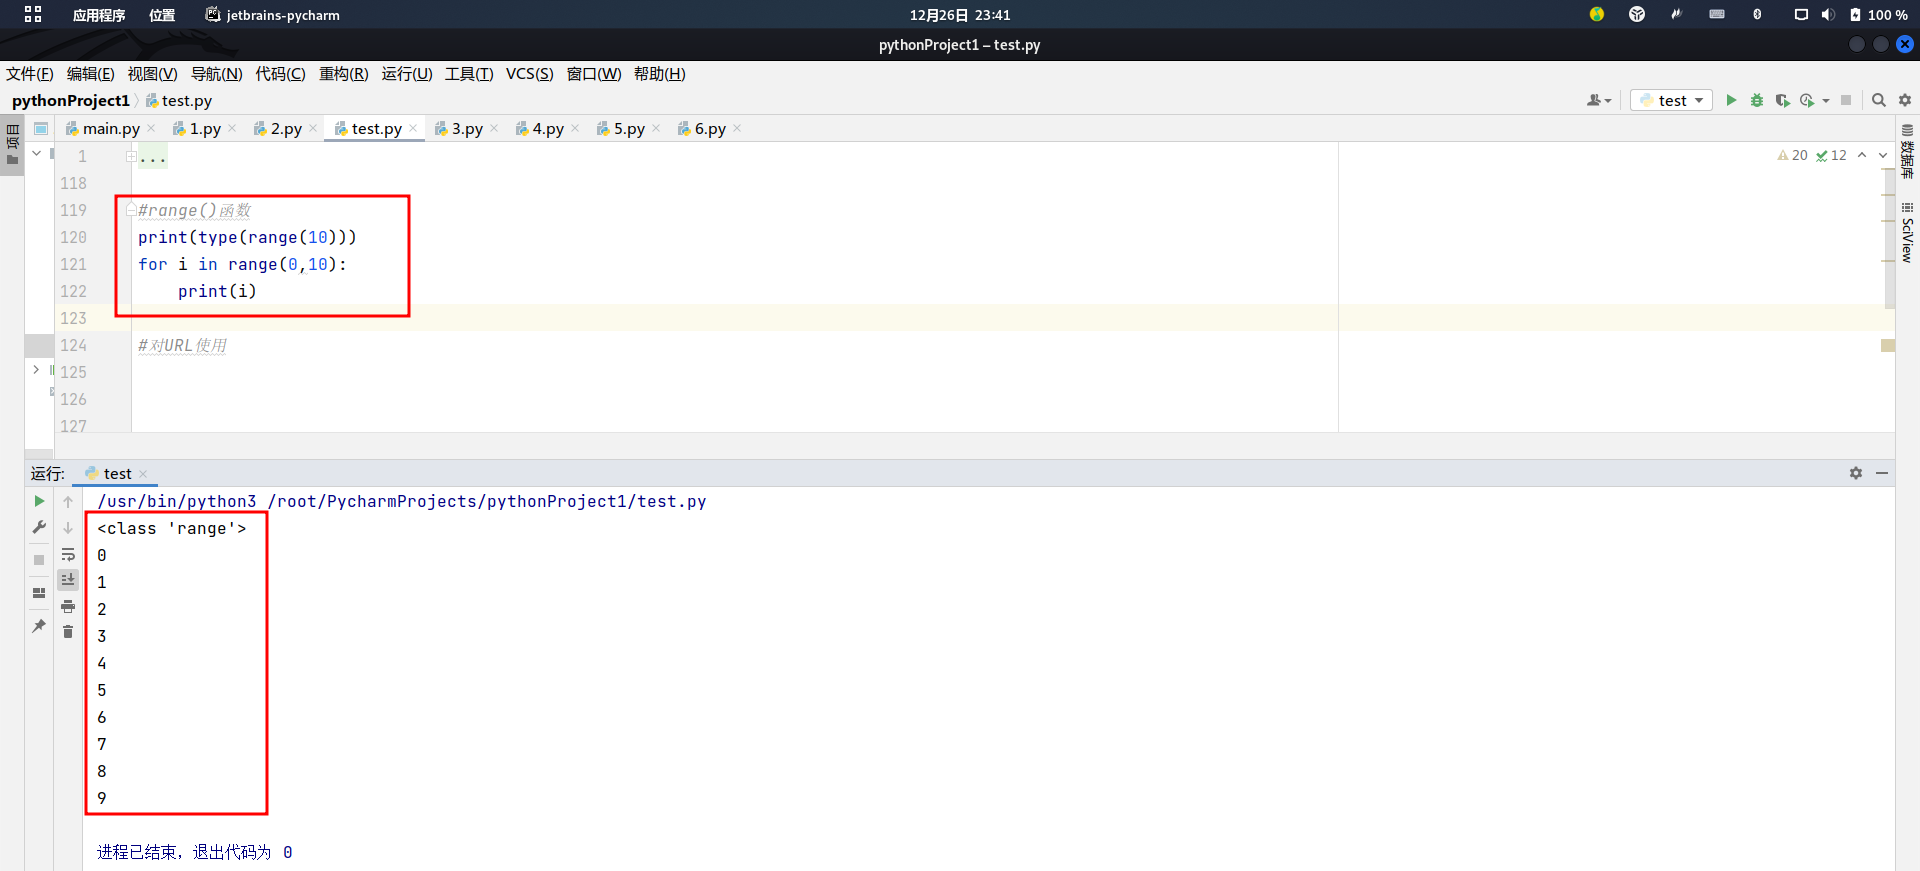 应用程序 位置 jetbrains-pycharm 12月26日 23:41 100 %
pythonProject1 – test.py
文件(F) 编辑(E) 视图(V) 导航(N) 代码(C) 重构(R) 运行(U) 工具(T) VCS(S) 窗口(W) 帮助(H)
pythonProject1 test.py test
项目
main.py 1.py 2.py test.py 3.py 4.py 5.py 6.py
数据库
SciView
1 ... 20 12
118
119 #range()函数
120 print(type(range(10)))
121 for i in range(0,10):
122 print(i)
123
124 #对URL使用
125
126
127
运行: test
/usr/bin/python3 /root/PycharmProjects/pythonProject1/test.py
<class 'range'>
0
1
2
3
4
5
6
7
8
9
进程已结束，退出代码为 0